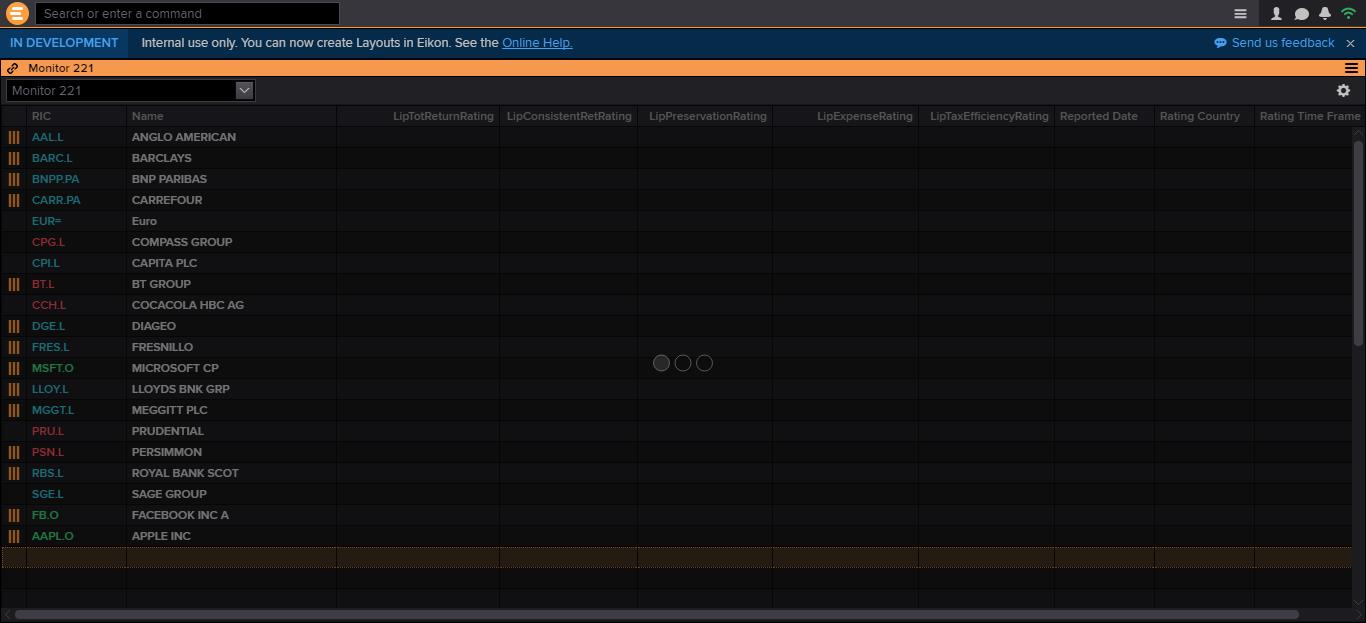 Search or enter a command
IN DEVELOPMENT Internal use only. You can now create Layouts in Eikon. See the Online Help. Send us feedback
Monitor 221
Monitor 221
RIC Name LipTotReturnRating LipConsistentRetRating LipPreservationRating LipExpenseRating LipTaxEfficiencyRating Reported Date Rating Country Rating Time Frame
AAL.L ANGLO AMERICAN
BARC.L BARCLAYS
BNPP.PA BNP PARIBAS
CARR.PA CARREFOUR
EUR= Euro
CPG.L COMPASS GROUP
CPI.L CAPITA PLC
BT.L BT GROUP
CCH.L COCACOLA HBC AG
DGE.L DIAGEO
FRES.L FRESNILLO
MSFT.O MICROSOFT CP
LLOY.L LLOYDS BNK GRP
MGGT.L MEGGITT PLC
PRU.L PRUDENTIAL
PSN.L PERSIMMON
RBS.L ROYAL BANK SCOT
SGE.L SAGE GROUP
FB.O FACEBOOK INC A
AAPL.O APPLE INC